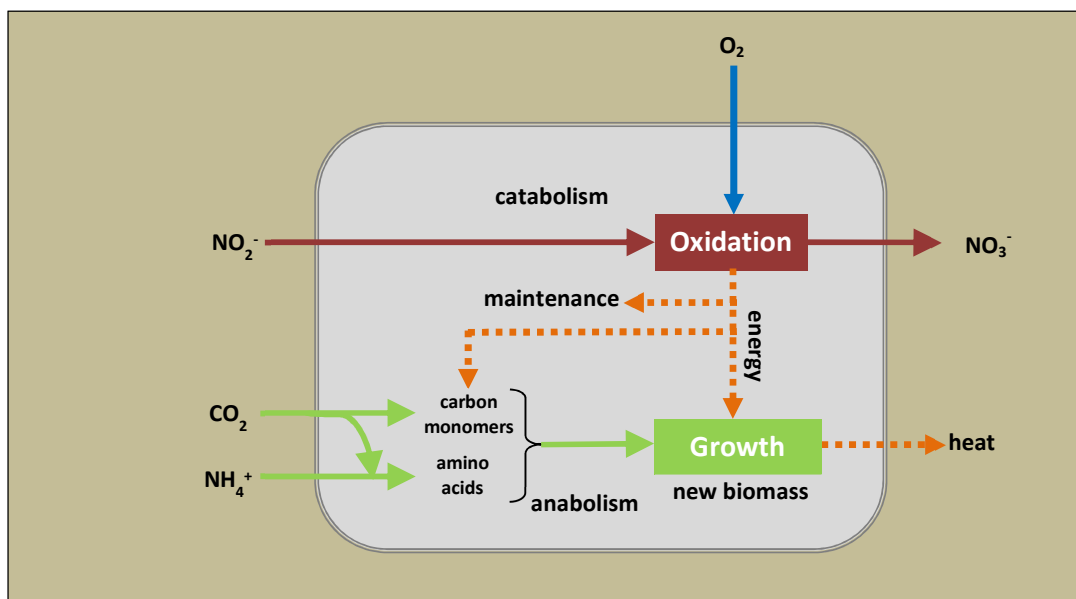 O₂
catabolism
NO₂⁻
Oxidation
NO₃⁻
maintenance
energy
CO₂
carbon
monomers
Growth
heat
NH₄⁺
amino
acids
anabolism
new biomass